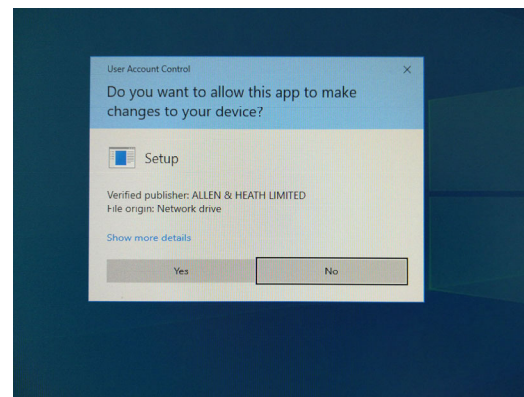 User Account Control
Do you want to allow this app to make
changes to your device?
Setup
Verified publisher: ALLEN & HEATH LIMITED
File origin: Network drive
Show more details
Yes
No